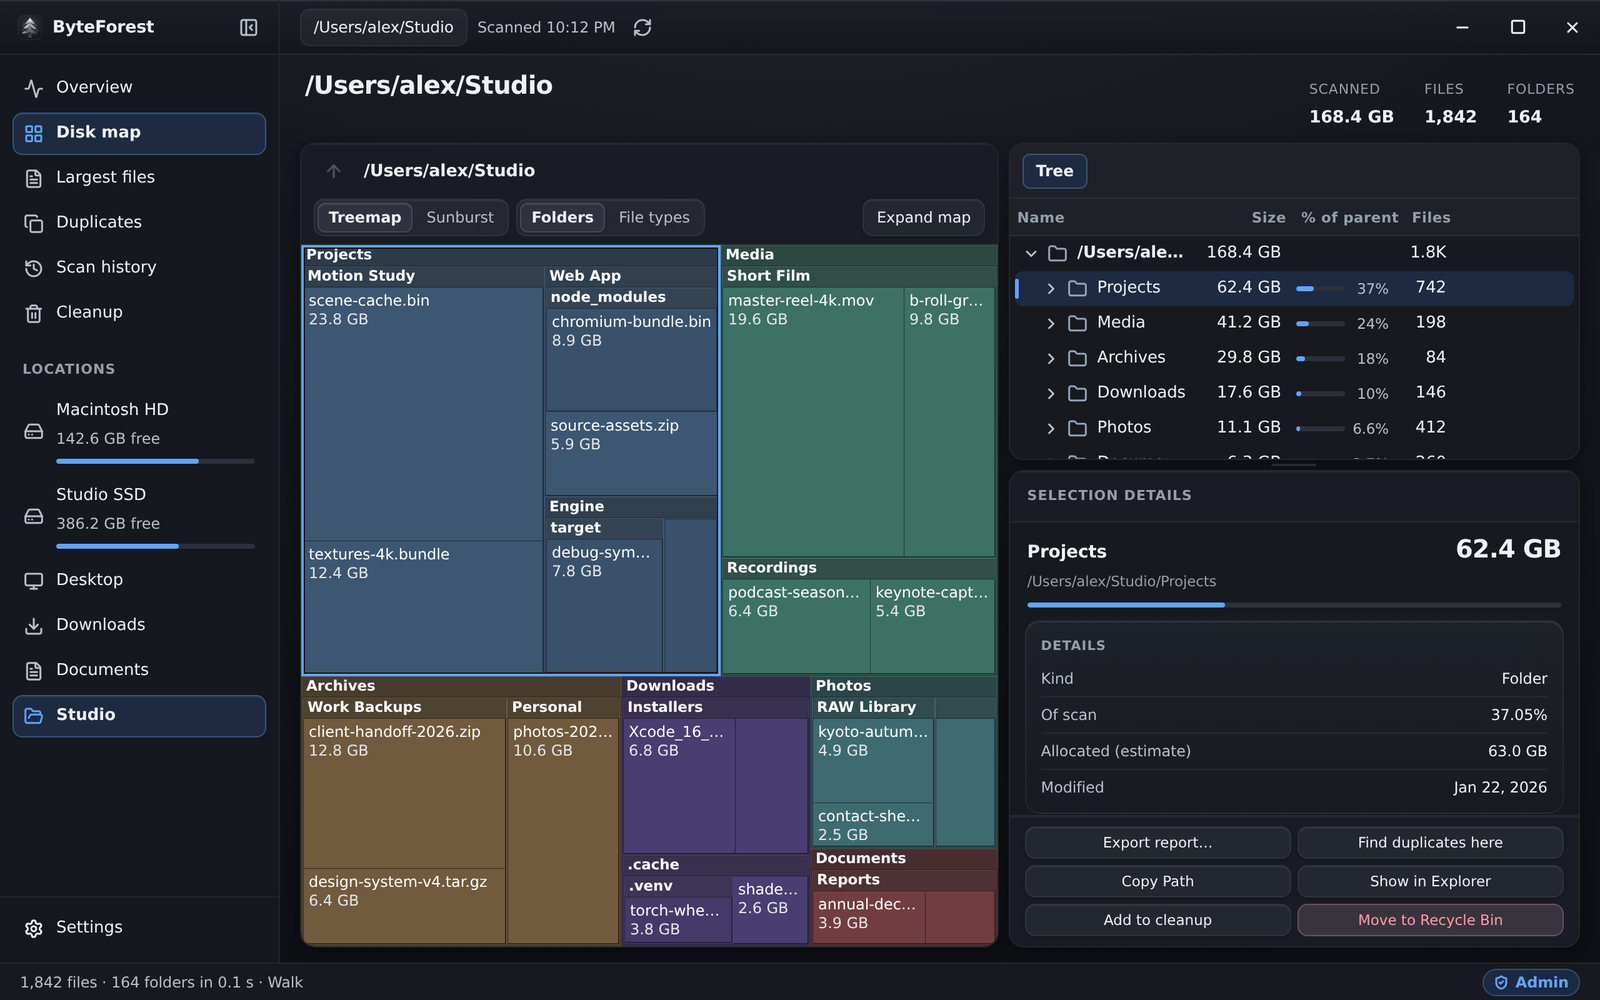 ByteForest
/Users/alex/Studio
Scanned 10:12 PM
Overview
Disk map
Largest files
Duplicates
Scan history
Cleanup
LOCATIONS
Macintosh HD
142.6 GB free
Studio SSD
386.2 GB free
Desktop
Downloads
Documents
Studio
Settings
/Users/alex/Studio
SCANNED
168.4 GB
FILES
1,842
FOLDERS
164
/Users/alex/Studio
Treemap
Sunburst
Folders
File types
Expand map
Projects
Motion Study
scene-cache.bin
23.8 GB
textures-4k.bundle
12.4 GB
Web App
node_modules
chromium-bundle.bin
8.9 GB
source-assets.zip
5.9 GB
Engine
target
debug-sym…
7.8 GB
Media
Short Film
master-reel-4k.mov
19.6 GB
b-roll-gr…
9.8 GB
Recordings
podcast-season…
6.4 GB
keynote-capt…
5.4 GB
Archives
Work Backups
client-handoff-2026.zip
12.8 GB
design-system-v4.tar.gz
6.4 GB
Personal
photos-202…
10.6 GB
Downloads
Installers
Xcode_16_…
6.8 GB
.cache
.venv
torch-whe…
3.8 GB
shade…
2.6 GB
Photos
RAW Library
kyoto-autum…
4.9 GB
contact-she…
2.5 GB
Documents
Reports
annual-dec…
3.9 GB
Tree
Name Size % of parent Files
/Users/ale… 168.4 GB 1.8K
Projects 62.4 GB 37% 742
Media 41.2 GB 24% 198
Archives 29.8 GB 18% 84
Downloads 17.6 GB 10% 146
Photos 11.1 GB 6.6% 412
SELECTION DETAILS
Projects
62.4 GB
/Users/alex/Studio/Projects
DETAILS
Kind Folder
Of scan 37.05%
Allocated (estimate) 63.0 GB
Modified Jan 22, 2026
Export report…
Find duplicates here
Copy Path
Show in Explorer
Add to cleanup
Move to Recycle Bin
1,842 files · 164 folders in 0.1 s · Walk
Admin